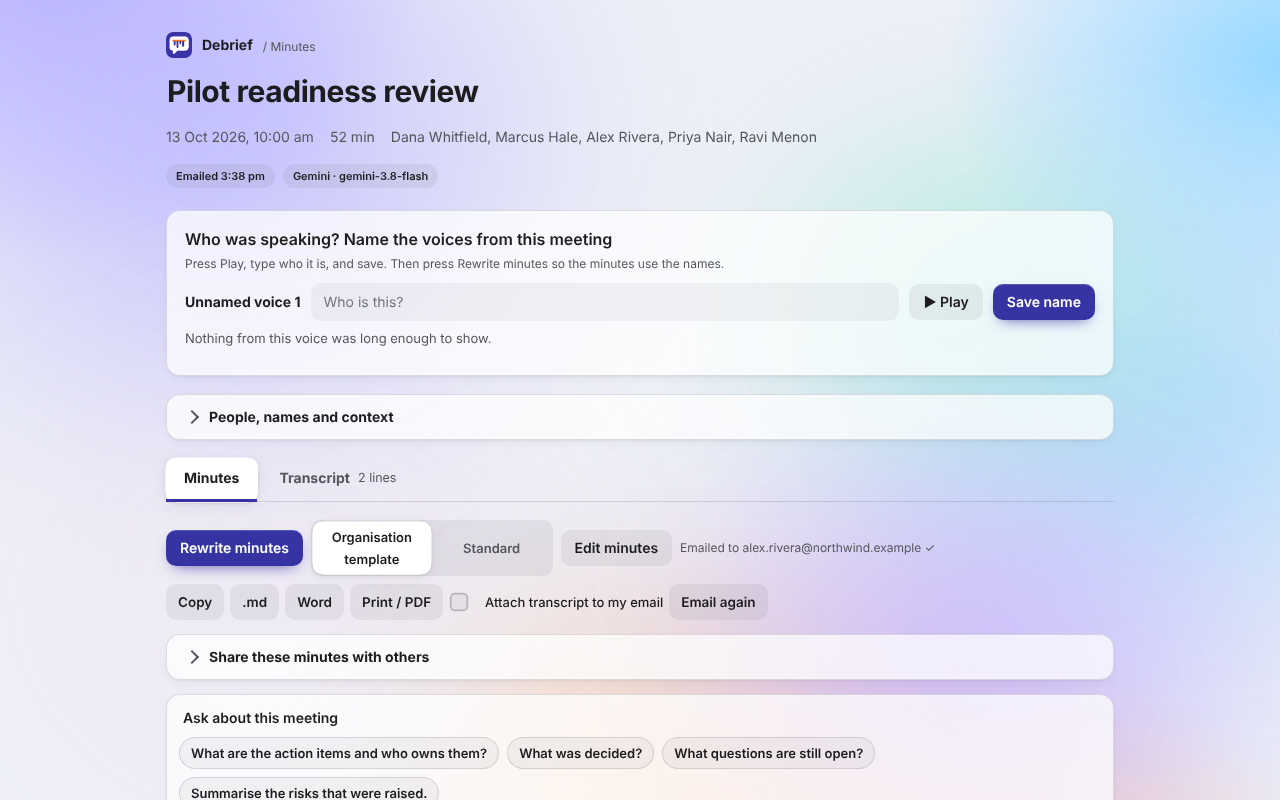 Debrief / Minutes
Pilot readiness review
13 Oct 2026, 10:00 am 52 min Dana Whitfield, Marcus Hale, Alex Rivera, Priya Nair, Ravi Menon
Emailed 3:38 pm Gemini · gemini-3.8-flash
Who was speaking? Name the voices from this meeting
Press Play, type who it is, and save. Then press Rewrite minutes so the minutes use the names.
Unnamed voice 1 Who is this? ▶ Play Save name
Nothing from this voice was long enough to show.
People, names and context
Minutes Transcript 2 lines
Rewrite minutes Organisation template Standard Edit minutes Emailed to alex.rivera@northwind.example ✓
Copy .md Word Print / PDF Attach transcript to my email Email again
Share these minutes with others
Ask about this meeting
What are the action items and who owns them? What was decided? What questions are still open?
Summarise the risks that were raised.